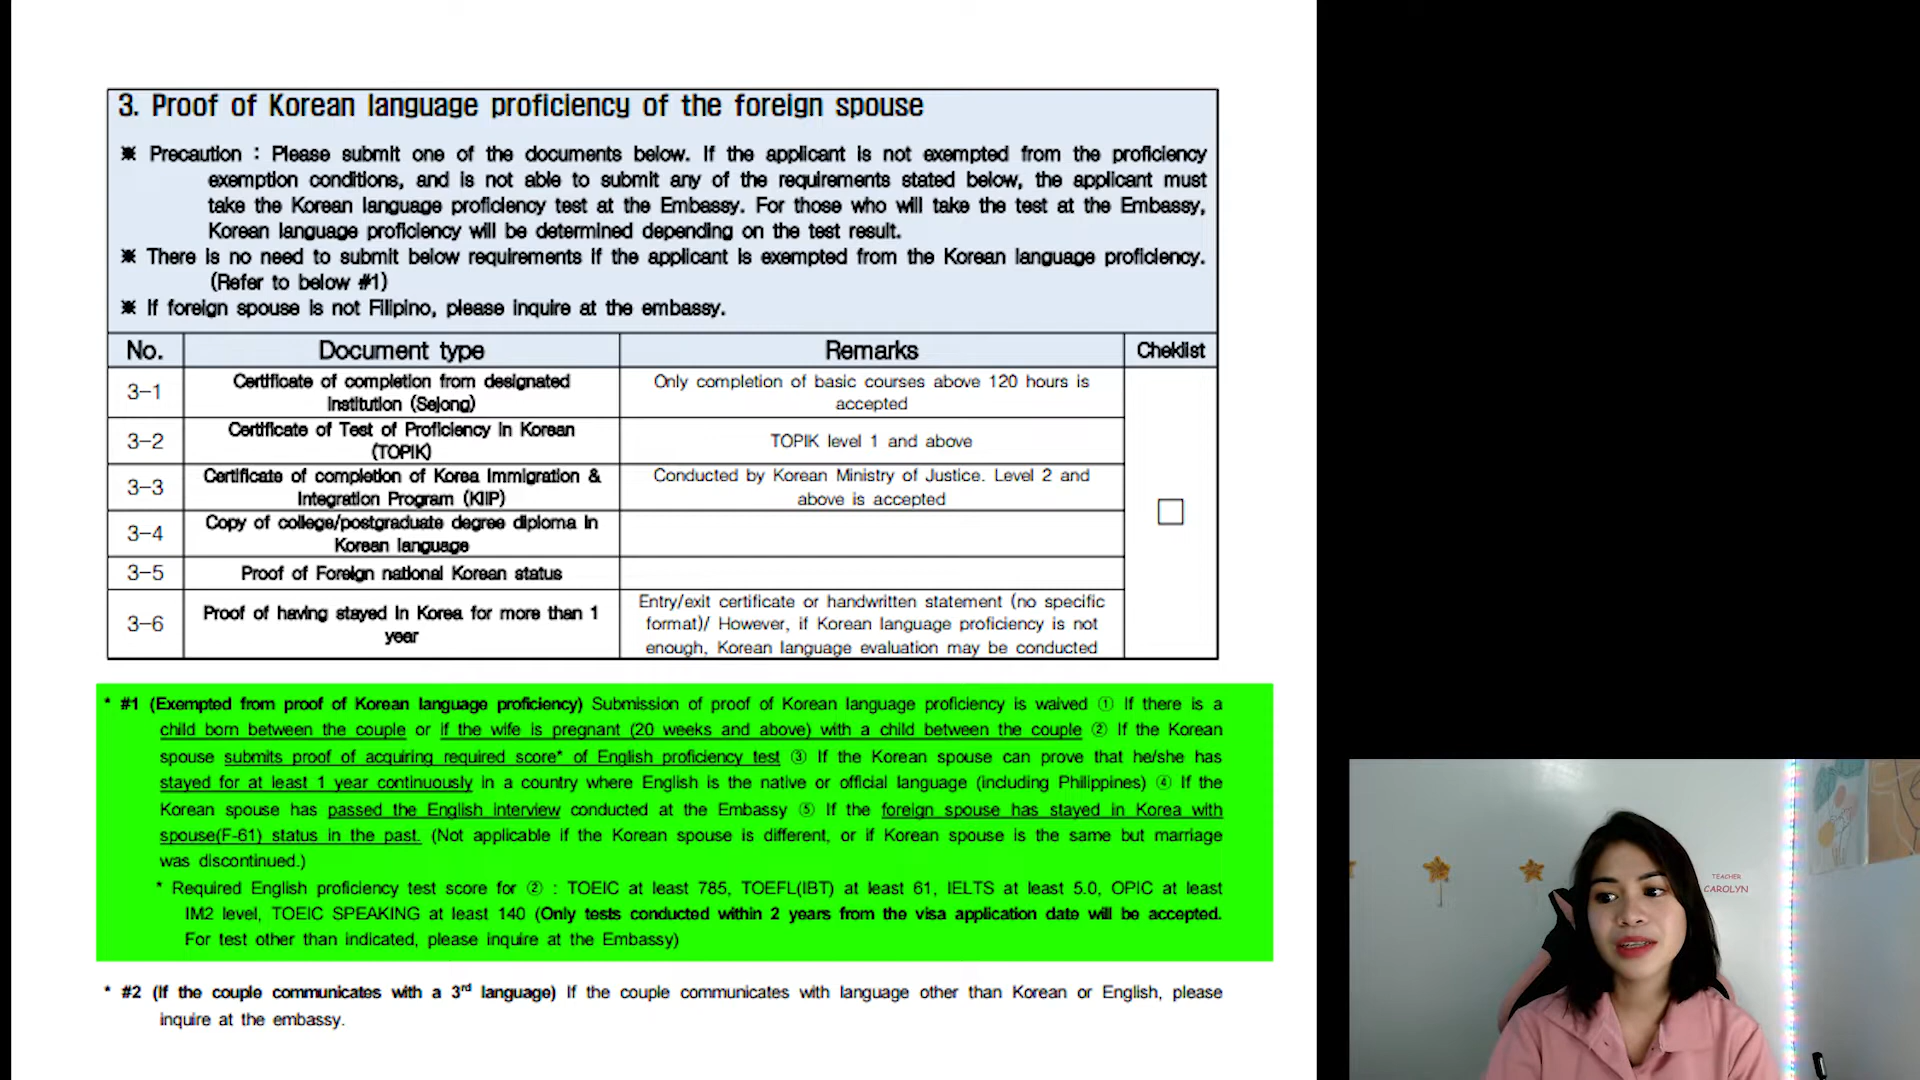 3. Proof of Korean language proficiency of the foreign spouse
※ Precaution : Please submit one of the documents below. If the applicant is not exempted from the proficiency
exemption conditions, and is not able to submit any of the requirements stated below, the applicant must
take the Korean language proficiency test at the Embassy. For those who will take the test at the Embassy,
Korean language proficiency will be determined depending on the test result.
※ There is no need to submit below requirements if the applicant is exempted from the Korean language proficiency.
(Refer to below #1)
※ If foreign spouse is not Filipino, please inquire at the embassy.
No. Document type Remarks Cheklist
3-1 Certificate of completion from designated
institution (Sejong)
Only completion of basic courses above 120 hours is
accepted
3-2 Certificate of Test of Proficiency in Korean
(TOPIK)
TOPIK level 1 and above
3-3 Certificate of completion of Korea Immigration &
Integration Program (KIIP)
Conducted by Korean Ministry of Justice. Level 2 and
above is accepted
3-4 Copy of college/postgraduate degree diploma in
Korean language
3-5 Proof of Foreign national Korean status
3-6 Proof of having stayed in Korea for more than 1
year
Entry/exit certificate or handwritten statement (no specific
format)/ However, if Korean language proficiency is not
enough, Korean language evaluation may be conducted
* #1 (Exempted from proof of Korean language proficiency) Submission of proof of Korean language proficiency is waived ① If there is a
child born between the couple or if the wife is pregnant (20 weeks and above) with a child between the couple ② If the Korean
spouse submits proof of acquiring required score* of English proficiency test ③ If the Korean spouse can prove that he/she has
stayed for at least 1 year continuously in a country where English is the native or official language (including Philippines) ④ If the
Korean spouse has passed the English interview conducted at the Embassy ⑤ If the foreign spouse has stayed in Korea with
spouse(F-61) status in the past. (Not applicable if the Korean spouse is different, or if Korean spouse is the same but marriage
was discontinued.)
* Required English proficiency test score for ② : TOEIC at least 785, TOEFL(IBT) at least 61, IELTS at least 5.0, OPIC at least
IM2 level, TOEIC SPEAKING at least 140 (Only tests conducted within 2 years from the visa application date will be accepted.
For test other than indicated, please inquire at the Embassy)
* #2 (If the couple communicates with a 3rd language) If the couple communicates with language other than Korean or English, please
inquire at the embassy.
TEACHER
CAROLYN